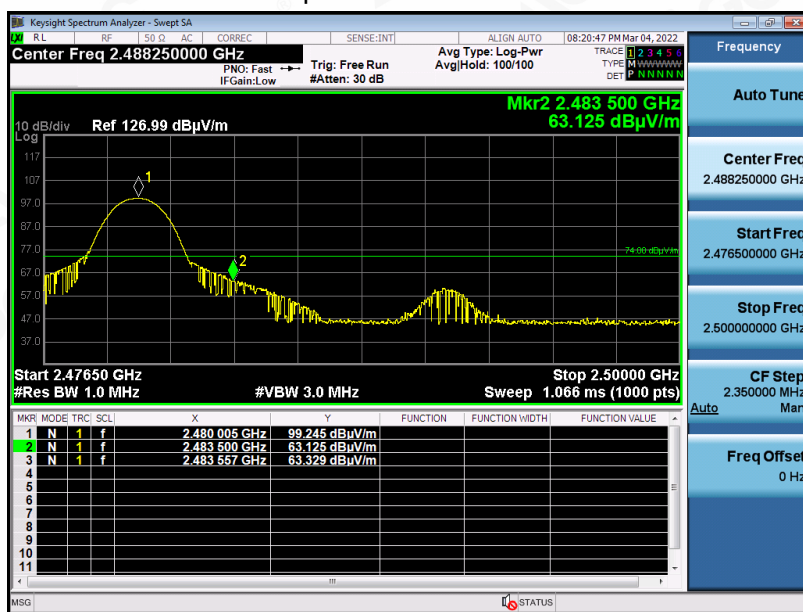 Keysight Spectrum Analyzer - Swept SA
LXI RL RF 50 Ω AC CORREC SENSE:INT ALIGN AUTO 08:20:47 PM Mar 04, 2022
Center Freq 2.488250000 GHz
PNO: Fast
IFGain:Low
Trig: Free Run
#Atten: 30 dB
Avg Type: Log-Pwr
Avg|Hold: 100/100
TRACE 1 2 3 4 5 6
TYPE M WWWWW
DET P N N N N N
Mkr2 2.483 500 GHz
63.125 dBµV/m
10 dB/div Ref 126.99 dBµV/m
Log
117
107
97.0
87.0
77.0
67.0
57.0
47.0
37.0
1
2
74.00 dBµV/m
Start 2.47650 GHz Stop 2.50000 GHz
#Res BW 1.0 MHz #VBW 3.0 MHz Sweep 1.066 ms (1000 pts)
MKR MODE TRC SCL X Y FUNCTION FUNCTION WIDTH FUNCTION VALUE
1 N 1 f 2.480 005 GHz 99.245 dBµV/m
2 N 1 f 2.483 500 GHz 63.125 dBµV/m
3 N 1 f 2.483 557 GHz 63.329 dBµV/m
4
5
6
7
8
9
10
11
MSG STATUS
Frequency
Auto Tune
Center Freq
2.488250000 GHz
Start Freq
2.476500000 GHz
Stop Freq
2.500000000 GHz
CF Step
2.350000 MHz
Auto Man
Freq Offset
0 Hz